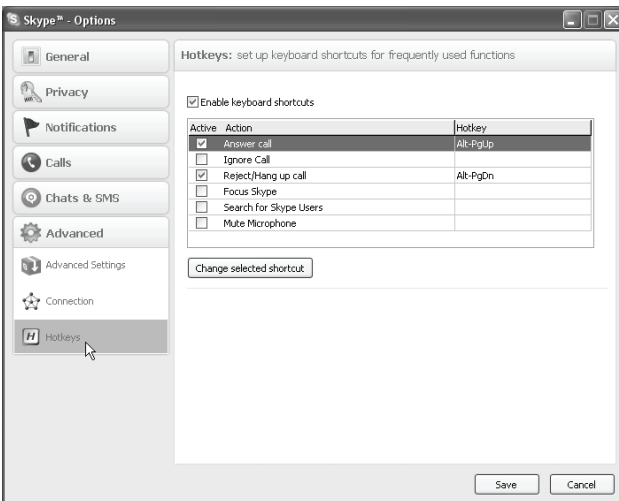 Skype™ - Options
General
Privacy
Notifications
Calls
Chats & SMS
Advanced
Advanced Settings
Connection
H Hotkeys
Hotkeys: set up keyboard shortcuts for frequently used functions
Enable keyboard shortcuts
Active Action Hotkey
Answer call Alt-PgUp
Ignore Call
Reject/Hang up call Alt-PgDn
Focus Skype
Search for Skype Users
Mute Microphone
Change selected shortcut
Save Cancel